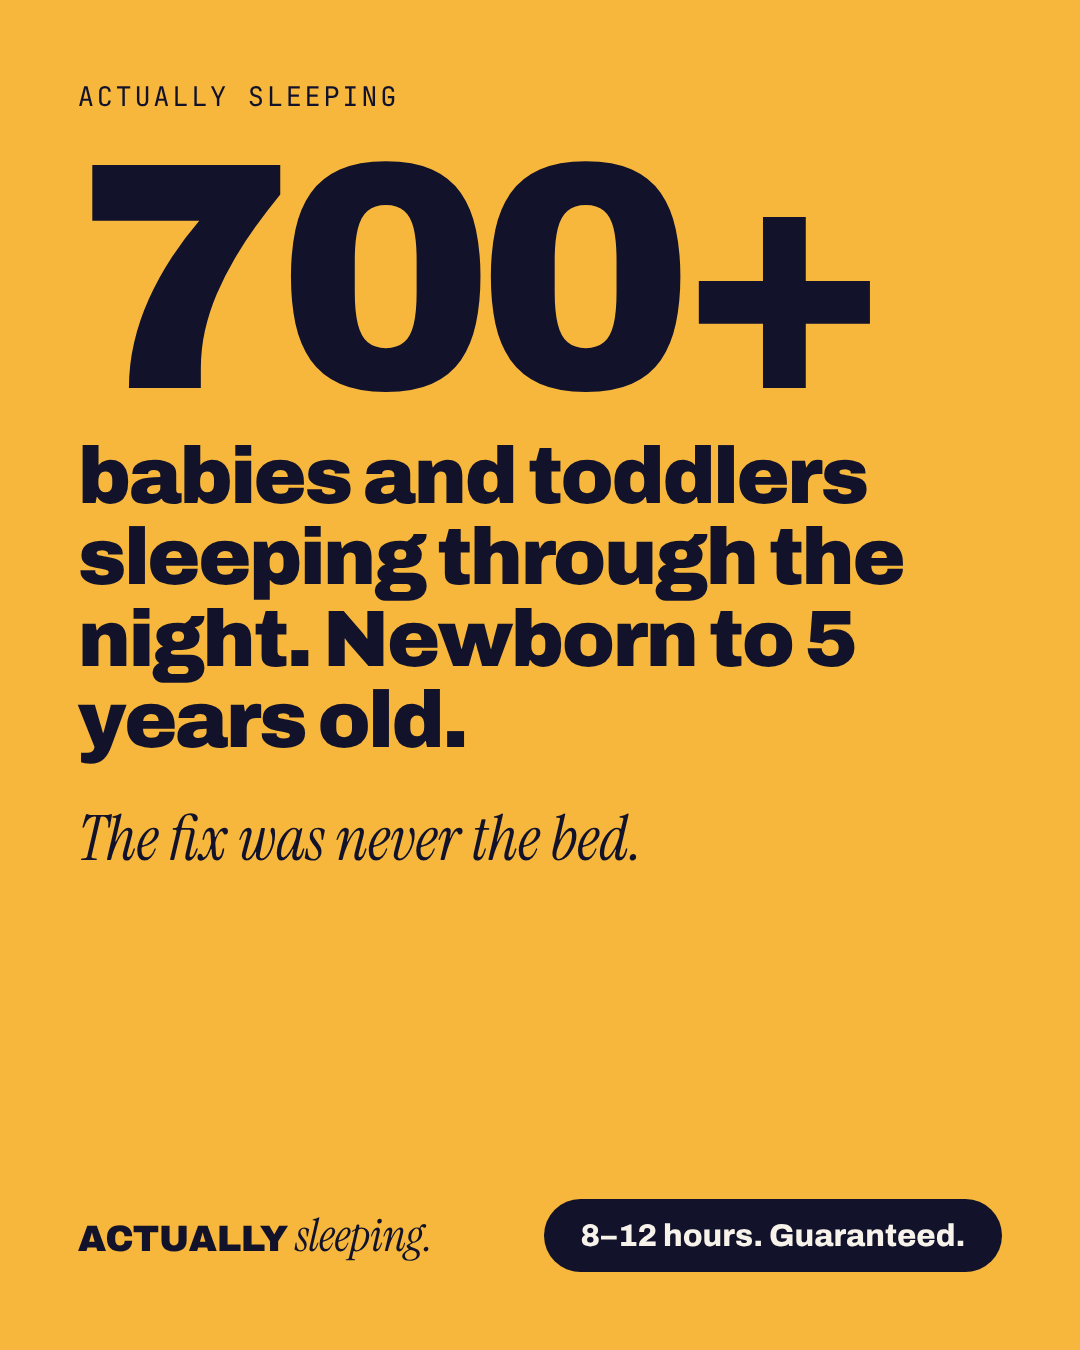 ACTUALLY SLEEPING
700+
babies and toddlers
sleeping through the
night. Newborn to 5
years old.
The fix was never the bed.
ACTUALLY sleeping.
8–12 hours. Guaranteed.